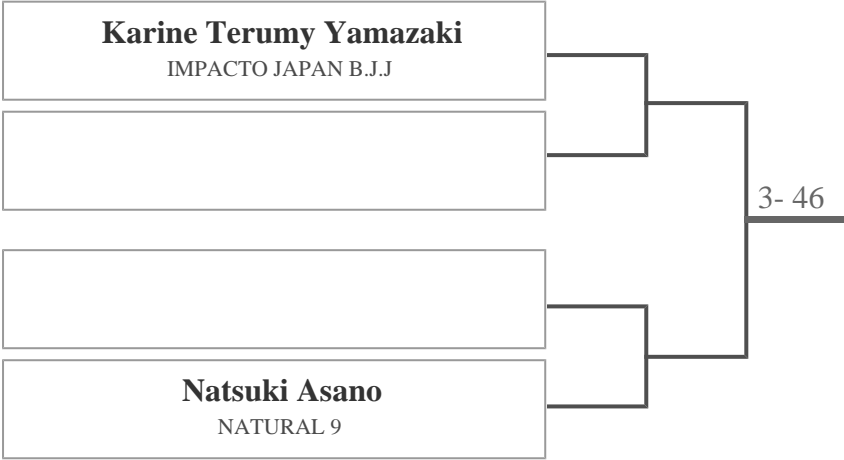 Karine Terumy Yamazaki
IMPACTO JAPAN B.J.J
3- 46
Natsuki Asano
NATURAL 9